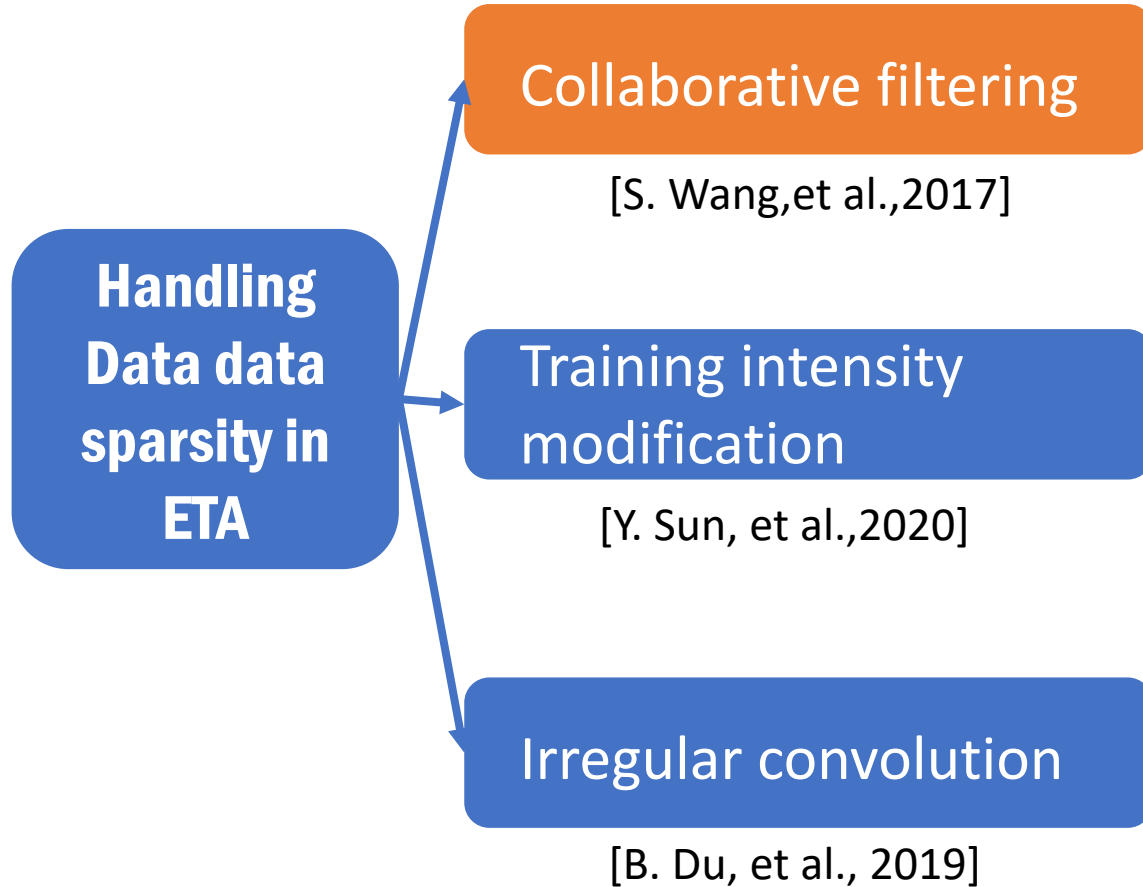 Handling
Data data
sparsity in
ETA
Collaborative filtering
[S. Wang,et al.,2017]
Training intensity
modification
[Y. Sun, et al.,2020]
Irregular convolution
[B. Du, et al., 2019]